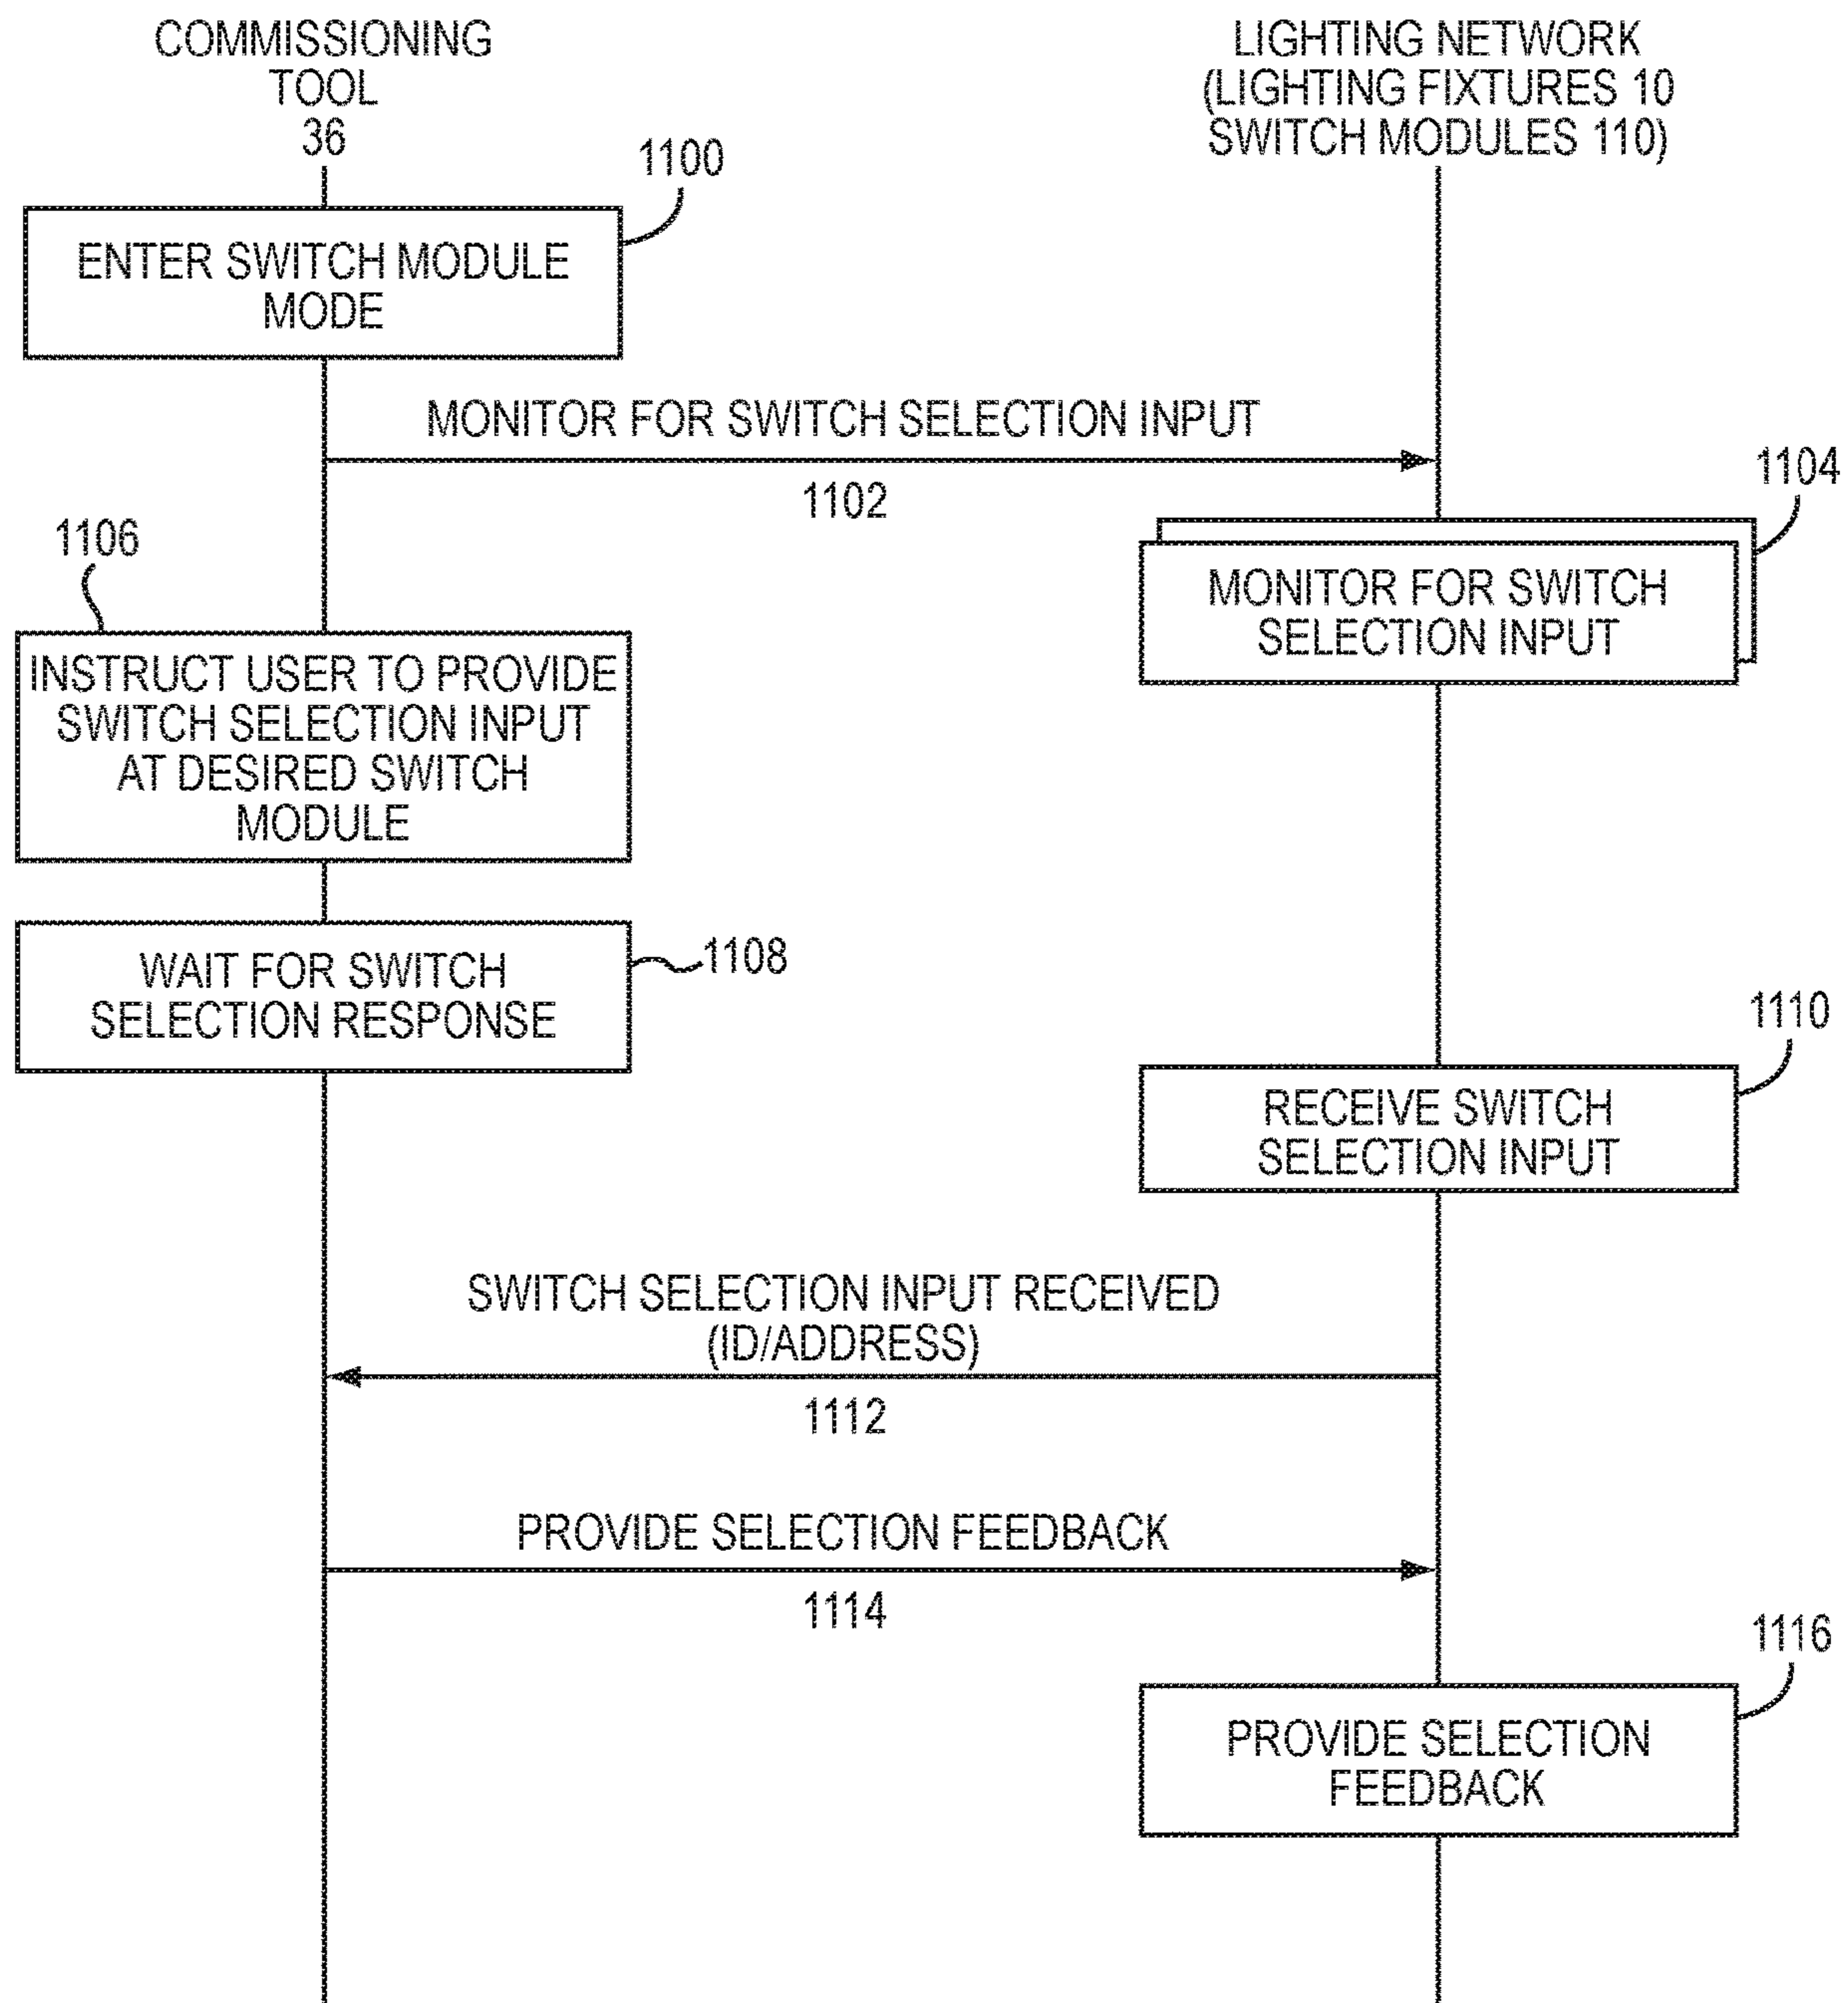 COMMISSIONING
TOOL
36
LIGHTING NETWORK
(LIGHTING FIXTURES 10
SWITCH MODULES 110)
1100
ENTER SWITCH MODULE
MODE
MONITOR FOR SWITCH SELECTION INPUT
1102
1104
MONITOR FOR SWITCH
SELECTION INPUT
1106
INSTRUCT USER TO PROVIDE
SWITCH SELECTION INPUT
AT DESIRED SWITCH
MODULE
WAIT FOR SWITCH
SELECTION RESPONSE
1108
1110
RECEIVE SWITCH
SELECTION INPUT
SWITCH SELECTION INPUT RECEIVED
(ID/ADDRESS)
1112
PROVIDE SELECTION FEEDBACK
1114
1116
PROVIDE SELECTION
FEEDBACK